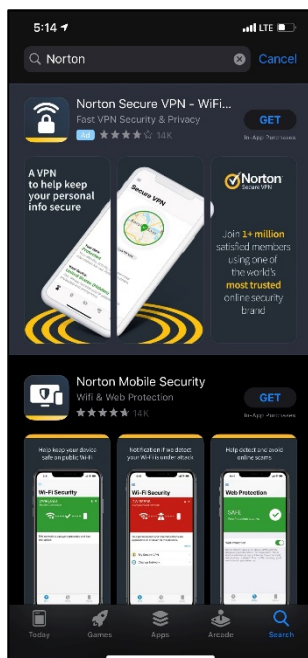 5:14
LTE
Norton
Cancel
Norton Secure VPN - WiFi...
Fast VPN Security & Privacy
Ad 14K
GET
In-App Purchases
A VPN
to help keep
your personal
info secure
Secure VPN
Norton
Secure VPN
Join 1+ million
satisfied members
using one of
the world's
most trusted
online security
brand
Norton Mobile Security
Wifi & Web Protection
14K
GET
In-App Purchases
Help keep your device
safe on public Wi-Fi
Wi-Fi Security
Notification if we detect
your Wi-Fi is under attack
Wi-Fi Security
Help detect and avoid
online scams
Web Protection
SAFE
Today
Games
Apps
Arcade
Search